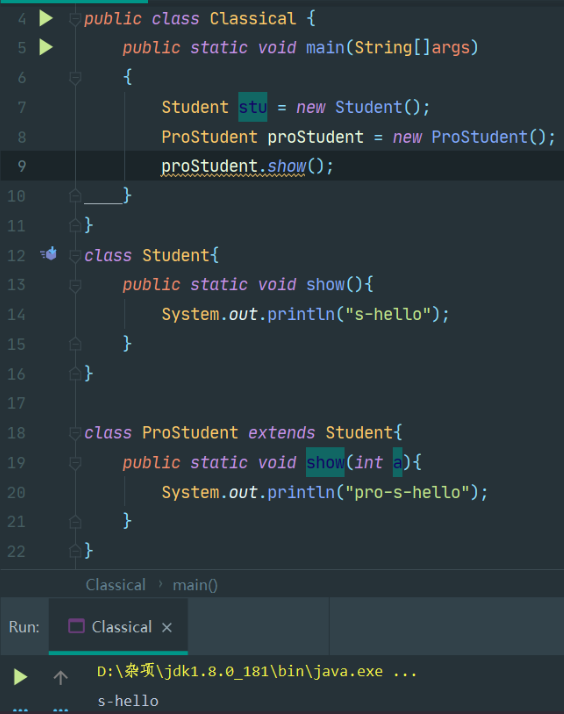 4 public class Classical {
5 public static void main(String[]args)
6 {
7 Student stu = new Student();
8 ProStudent proStudent = new ProStudent();
9 proStudent.show();
10 }
11 }
12 class Student{
13 public static void show(){
14 System.out.println("s-hello");
15 }
16 }
17
18 class ProStudent extends Student{
19 public static void show(int a){
20 System.out.println("pro-s-hello");
21 }
22 }
Classical › main()
Run: Classical ×
D:\杂项\jdk1.8.0_181\bin\java.exe ...
s-hello